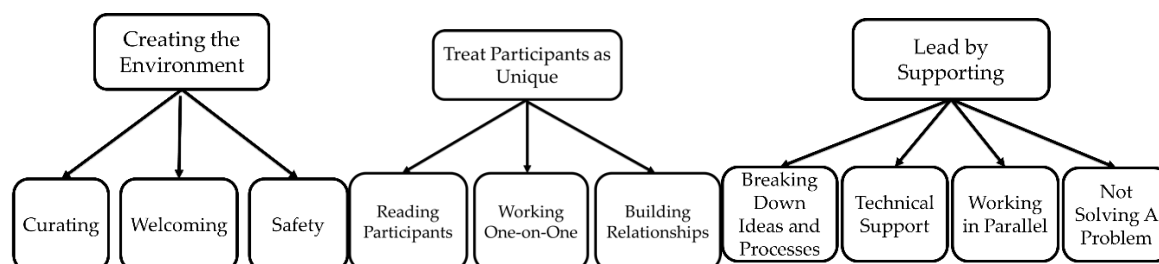 Creating the
Environment
Treat Participants as
Unique
Lead by
Supporting
Curating
Welcoming
Safety
Reading
Participants
Working
One-on-One
Building
Relationships
Breaking
Down
Ideas and
Processes
Technical
Support
Working
in Parallel
Not
Solving A
Problem